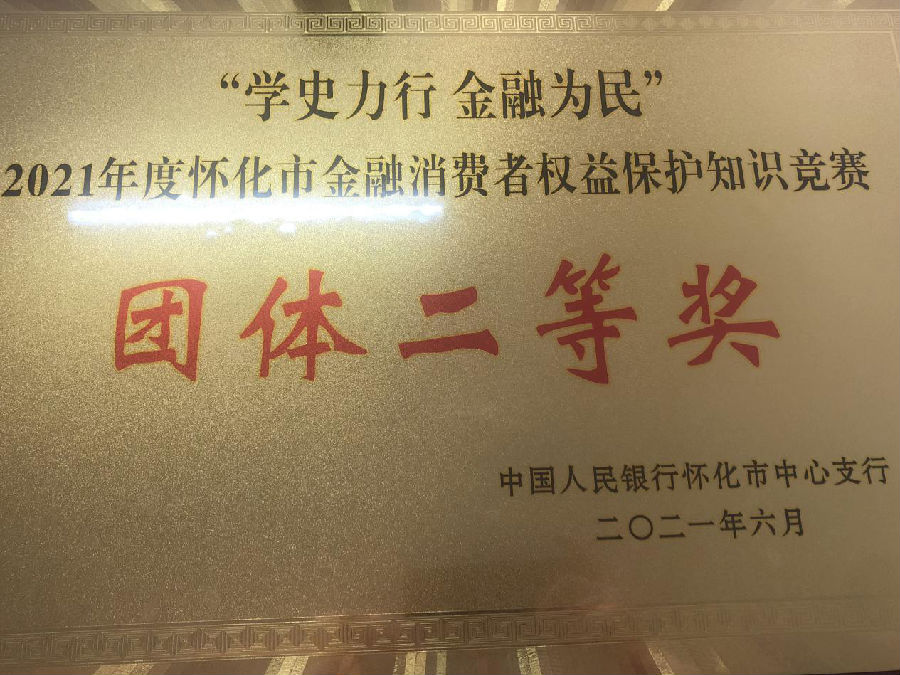 “学史力行 金融为民”
2021年度怀化市金融消费者权益保护知识竞赛
团体二等奖
中国人民银行怀化市中心支行
二〇二一年六月